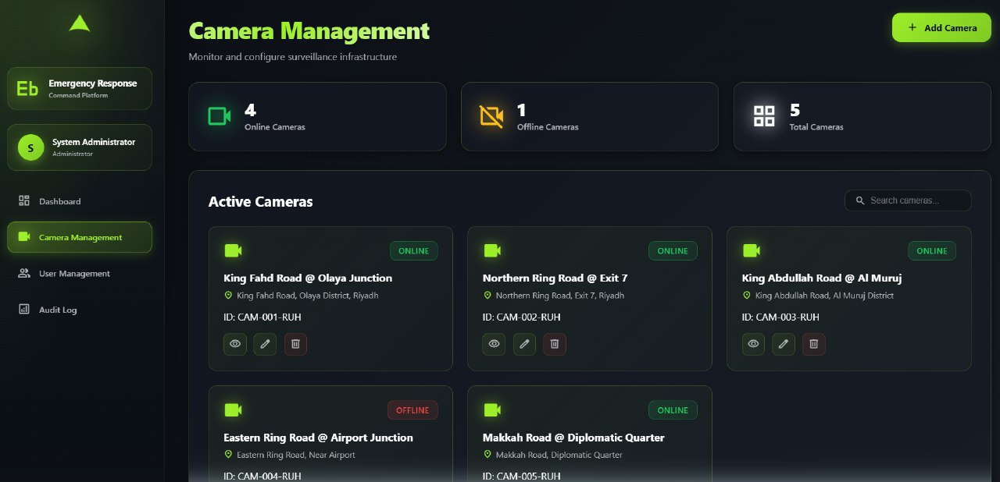 Eb
Emergency Response
Command Platform
S
System Administrator
Administrator
Dashboard
Camera Management
User Management
Audit Log
Camera Management
Monitor and configure surveillance infrastructure
+ Add Camera
4
Online Cameras
1
Offline Cameras
5
Total Cameras
Active Cameras
Search cameras...
ONLINE
King Fahd Road @ Olaya Junction
King Fahd Road, Olaya District, Riyadh
ID: CAM-001-RUH
ONLINE
Northern Ring Road @ Exit 7
Northern Ring Road, Exit 7, Riyadh
ID: CAM-002-RUH
ONLINE
King Abdullah Road @ Al Muruj
King Abdullah Road, Al Muruj District
ID: CAM-003-RUH
OFFLINE
Eastern Ring Road @ Airport Junction
Eastern Ring Road, Near Airport
ID: CAM-004-RUH
ONLINE
Makkah Road @ Diplomatic Quarter
Makkah Road, Diplomatic Quarter
ID: CAM-005-RUH